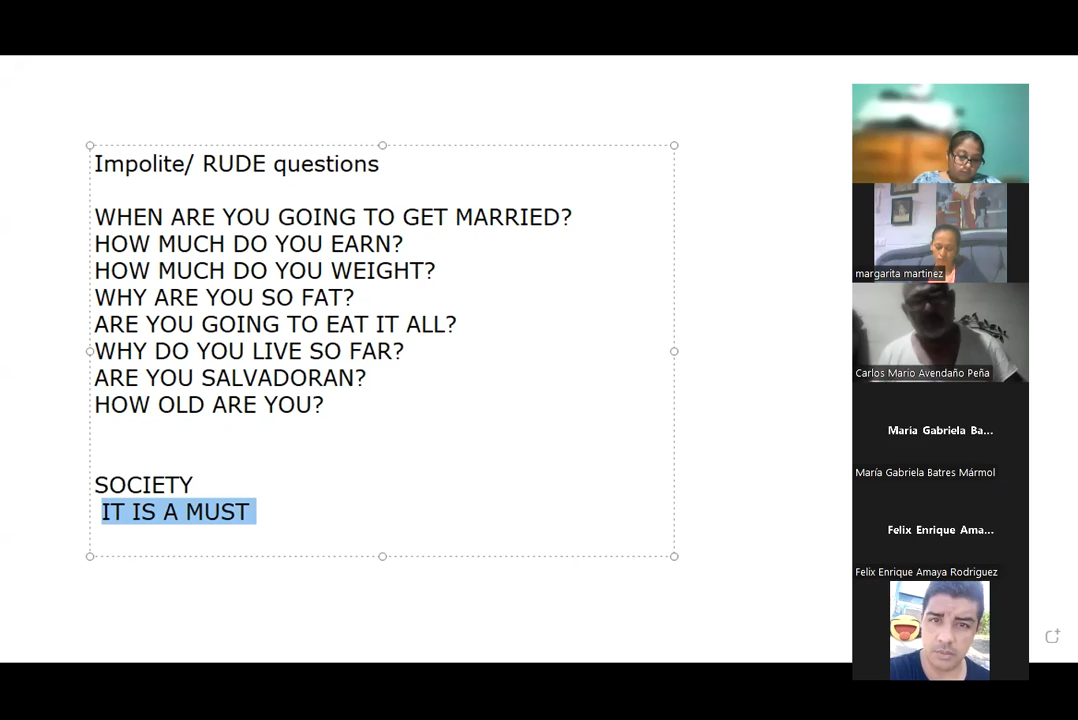 Impolite/ RUDE questions
WHEN ARE YOU GOING TO GET MARRIED?
HOW MUCH DO YOU EARN?
HOW MUCH DO YOU WEIGHT?
WHY ARE YOU SO FAT?
ARE YOU GOING TO EAT IT ALL?
WHY DO YOU LIVE SO FAR?
ARE YOU SALVADORAN?
HOW OLD ARE YOU?
SOCIETY
IT IS A MUST
margarita martinez
Carlos Mario Avendaño Peña
María Gabriela Ba...
María Gabriela Batres Mármol
Felix Enrique Ama...
Felix Enrique Amaya Rodriguez